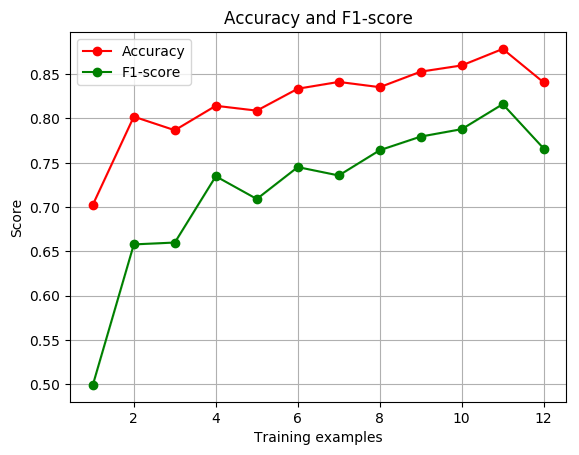 Accuracy and F1-score
Accuracy
F1-score
Score
0.85
0.80
0.75
0.70
0.65
0.60
0.55
0.50
2 4 6 8 10 12
Training examples